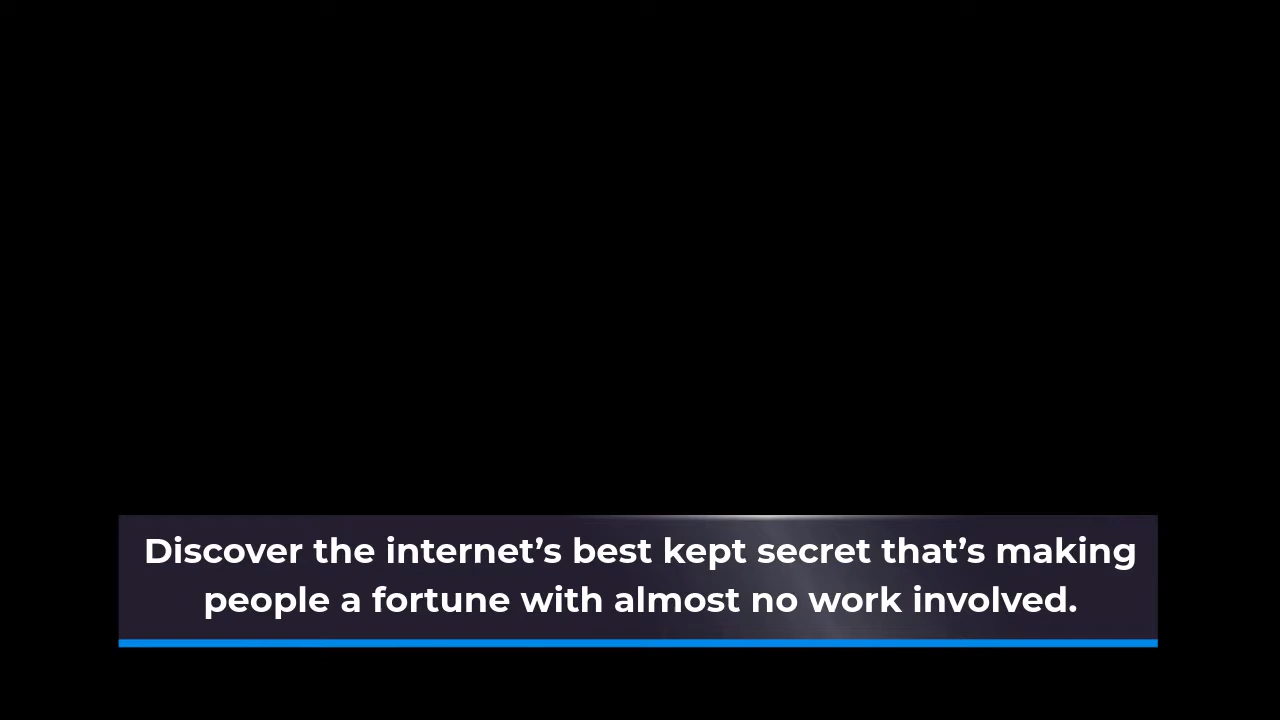 Discover the internet’s best kept secret that’s making
people a fortune with almost no work involved.